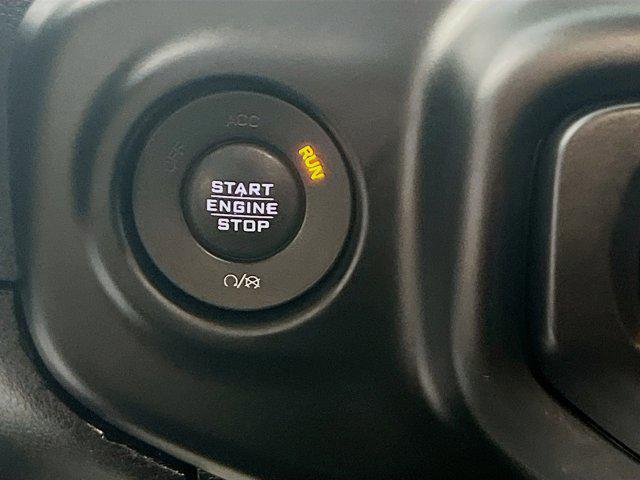 ACC
OFF
RUN
START
ENGINE
STOP